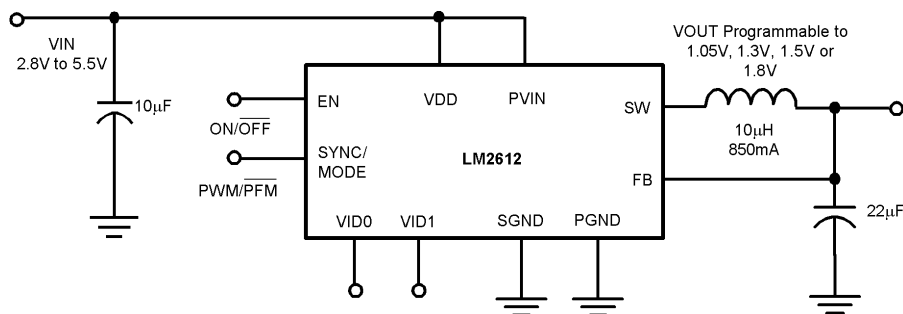 VIN
2.8V to 5.5V
10μF
ON/OFF
PWM/PFM
EN
SYNC/
MODE
VDD
PVIN
LM2612
SW
FB
VID0
VID1
SGND
PGND
VOUT Programmable to
1.05V, 1.3V, 1.5V or
1.8V
10μH
850mA
22μF